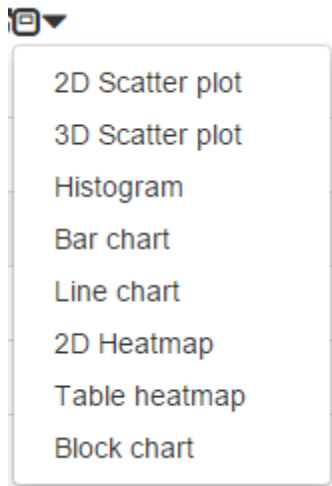 2D Scatter plot
3D Scatter plot
Histogram
Bar chart
Line chart
2D Heatmap
Table heatmap
Block chart